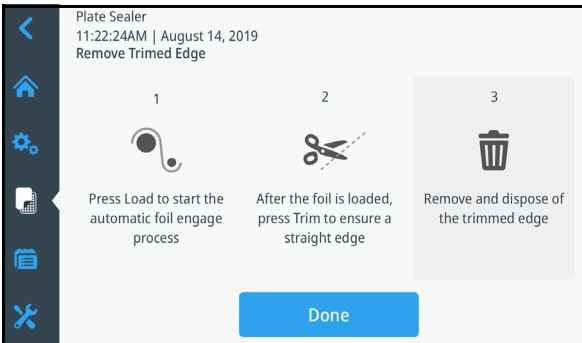 Plate Sealer
11:22:24AM | August 14, 2019
Remove Trimed Edge
1
Press Load to start the
automatic foil engage
process
2
After the foil is loaded,
press Trim to ensure a
straight edge
3
Remove and dispose of
the trimmed edge
Done